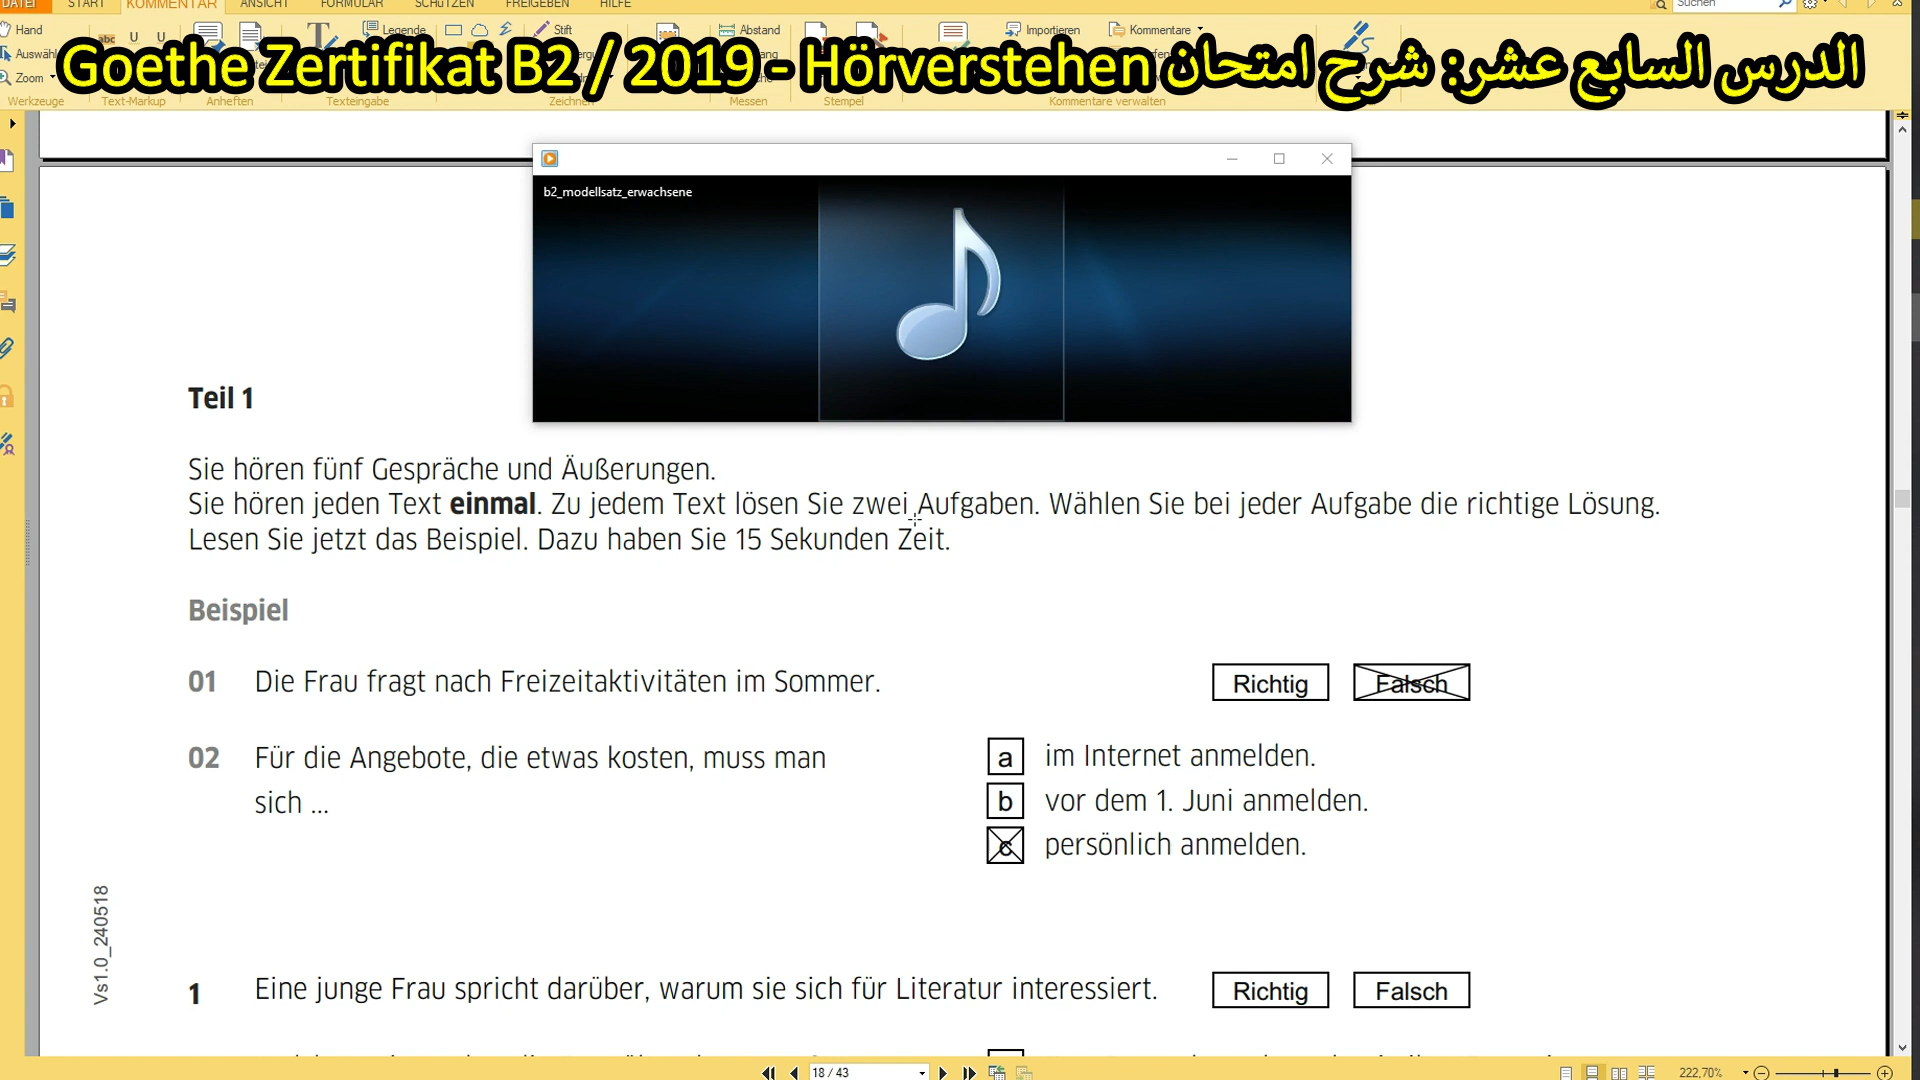 DATEI START KOMMENTAR ANSICHT FORMULAR SCHÜTZEN FREIGEBEN HILFE Suchen
Hand Legende Stift Abstand Importieren Kommentare
Zoom
Goethe Zertifikat B2 / 2019 - Hörverstehen الدرس السابع عشر: شرح امتحان
Werkzeuge Text-Markup Anheften Texteingabe Messen Stempel Kommentare verwalten
b2_modellsatz_erwachsene
Teil 1
Sie hören fünf Gespräche und Äußerungen.
Sie hören jeden Text einmal. Zu jedem Text lösen Sie zwei Aufgaben. Wählen Sie bei jeder Aufgabe die richtige Lösung.
Lesen Sie jetzt das Beispiel. Dazu haben Sie 15 Sekunden Zeit.
Beispiel
01 Die Frau fragt nach Freizeitaktivitäten im Sommer. Richtig Falsch
02 Für die Angebote, die etwas kosten, muss man
sich ...
a im Internet anmelden.
b vor dem 1. Juni anmelden.
c persönlich anmelden.
Vs1.0_240518
1 Eine junge Frau spricht darüber, warum sie sich für Literatur interessiert. Richtig Falsch
18 / 43 222,70%